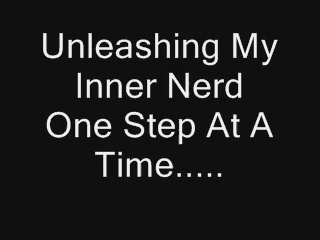 Unleashing My
Inner Nerd
One Step At A
Time.....